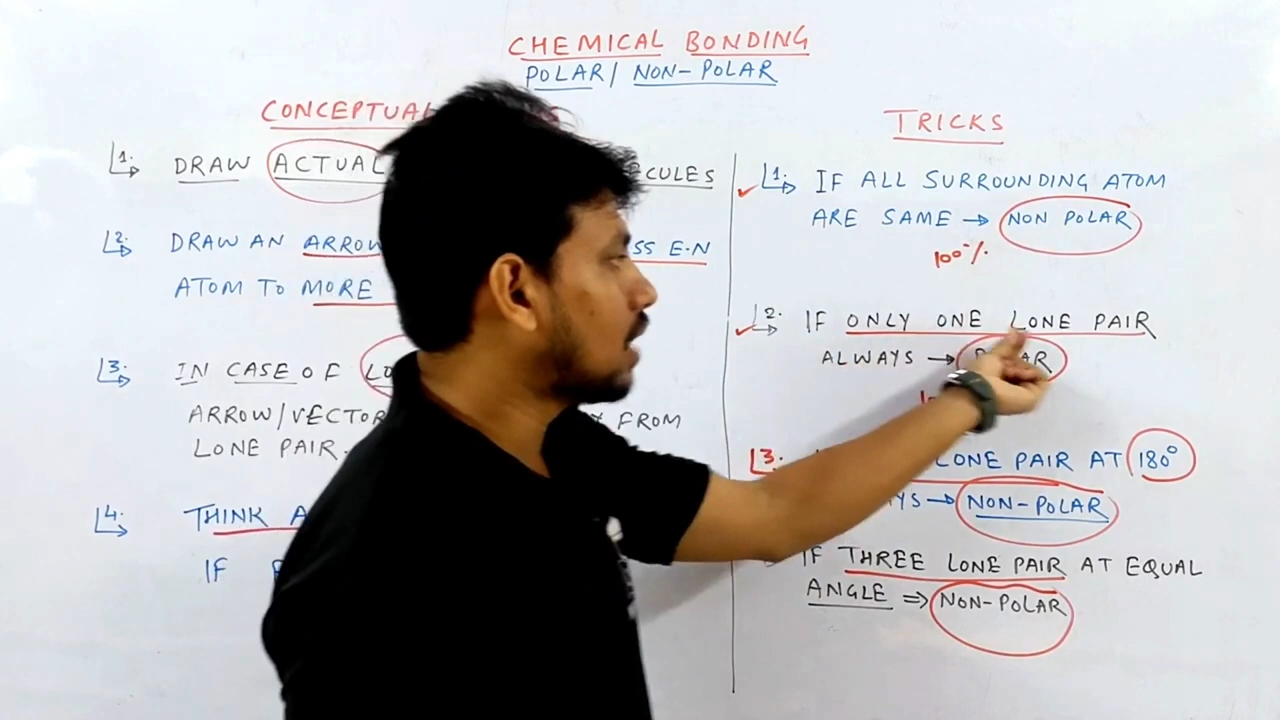 CHEMICAL BONDING
POLAR / NON-POLAR
CONCEPTUAL
1. DRAW ACTUAL
2. DRAW AN ARROW E.N
ATOM TO MORE
3. IN CASE OF
ARROW/VECTOR FROM
LONE PAIR.
4. THINK
IF
TRICKS
1. IF ALL SURROUNDING ATOM
ARE SAME → NON POLAR
100%
2. IF ONLY ONE LONE PAIR
ALWAYS →
3. LONE PAIR AT 180°
→ NON-POLAR
IF THREE LONE PAIR AT EQUAL
ANGLE ⇒ NON-POLAR